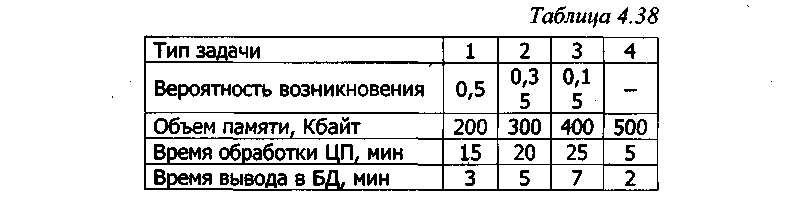 Таблица 4.38
Тип задачи 1 2 3 4
Вероятность возникновения 0,5 0,3 5 0,1 5 –
Объем памяти, Кбайт 200 300 400 500
Время обработки ЦП, мин 15 20 25 5
Время вывода в БД, мин 3 5 7 2